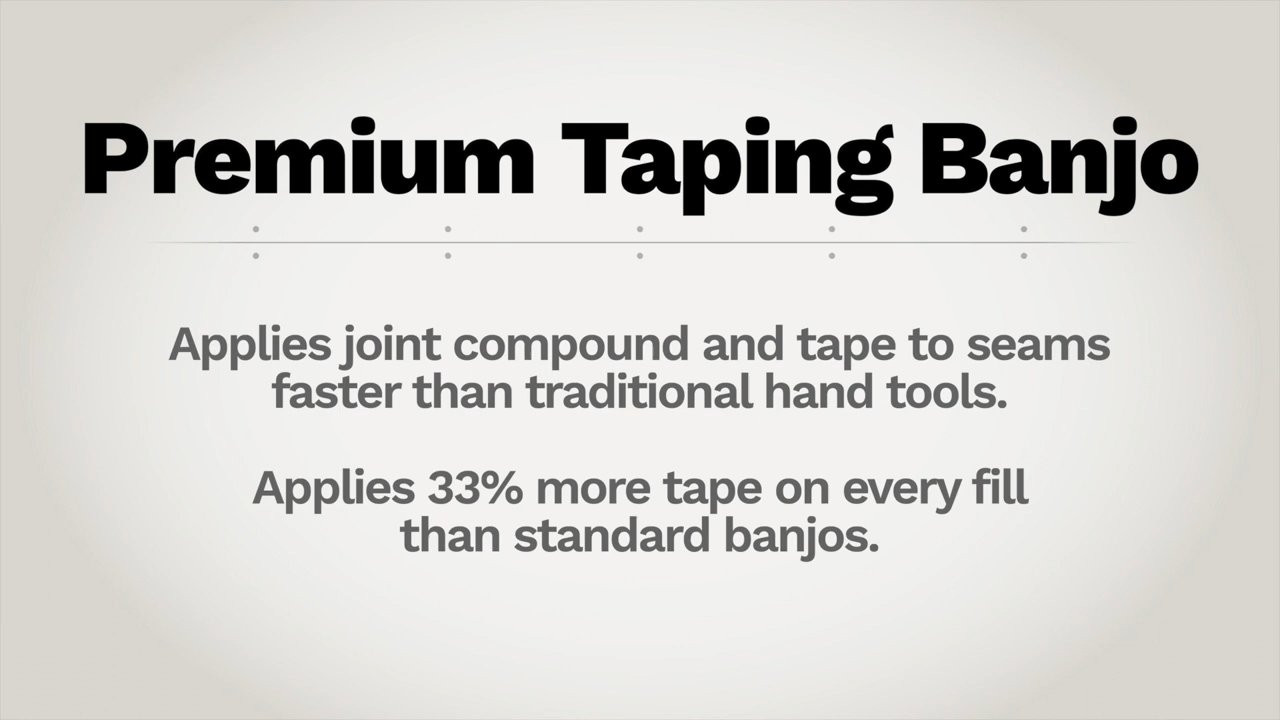 Premium Taping Banjo
Applies joint compound and tape to seams
faster than traditional hand tools.
Applies 33% more tape on every fill
than standard banjos.